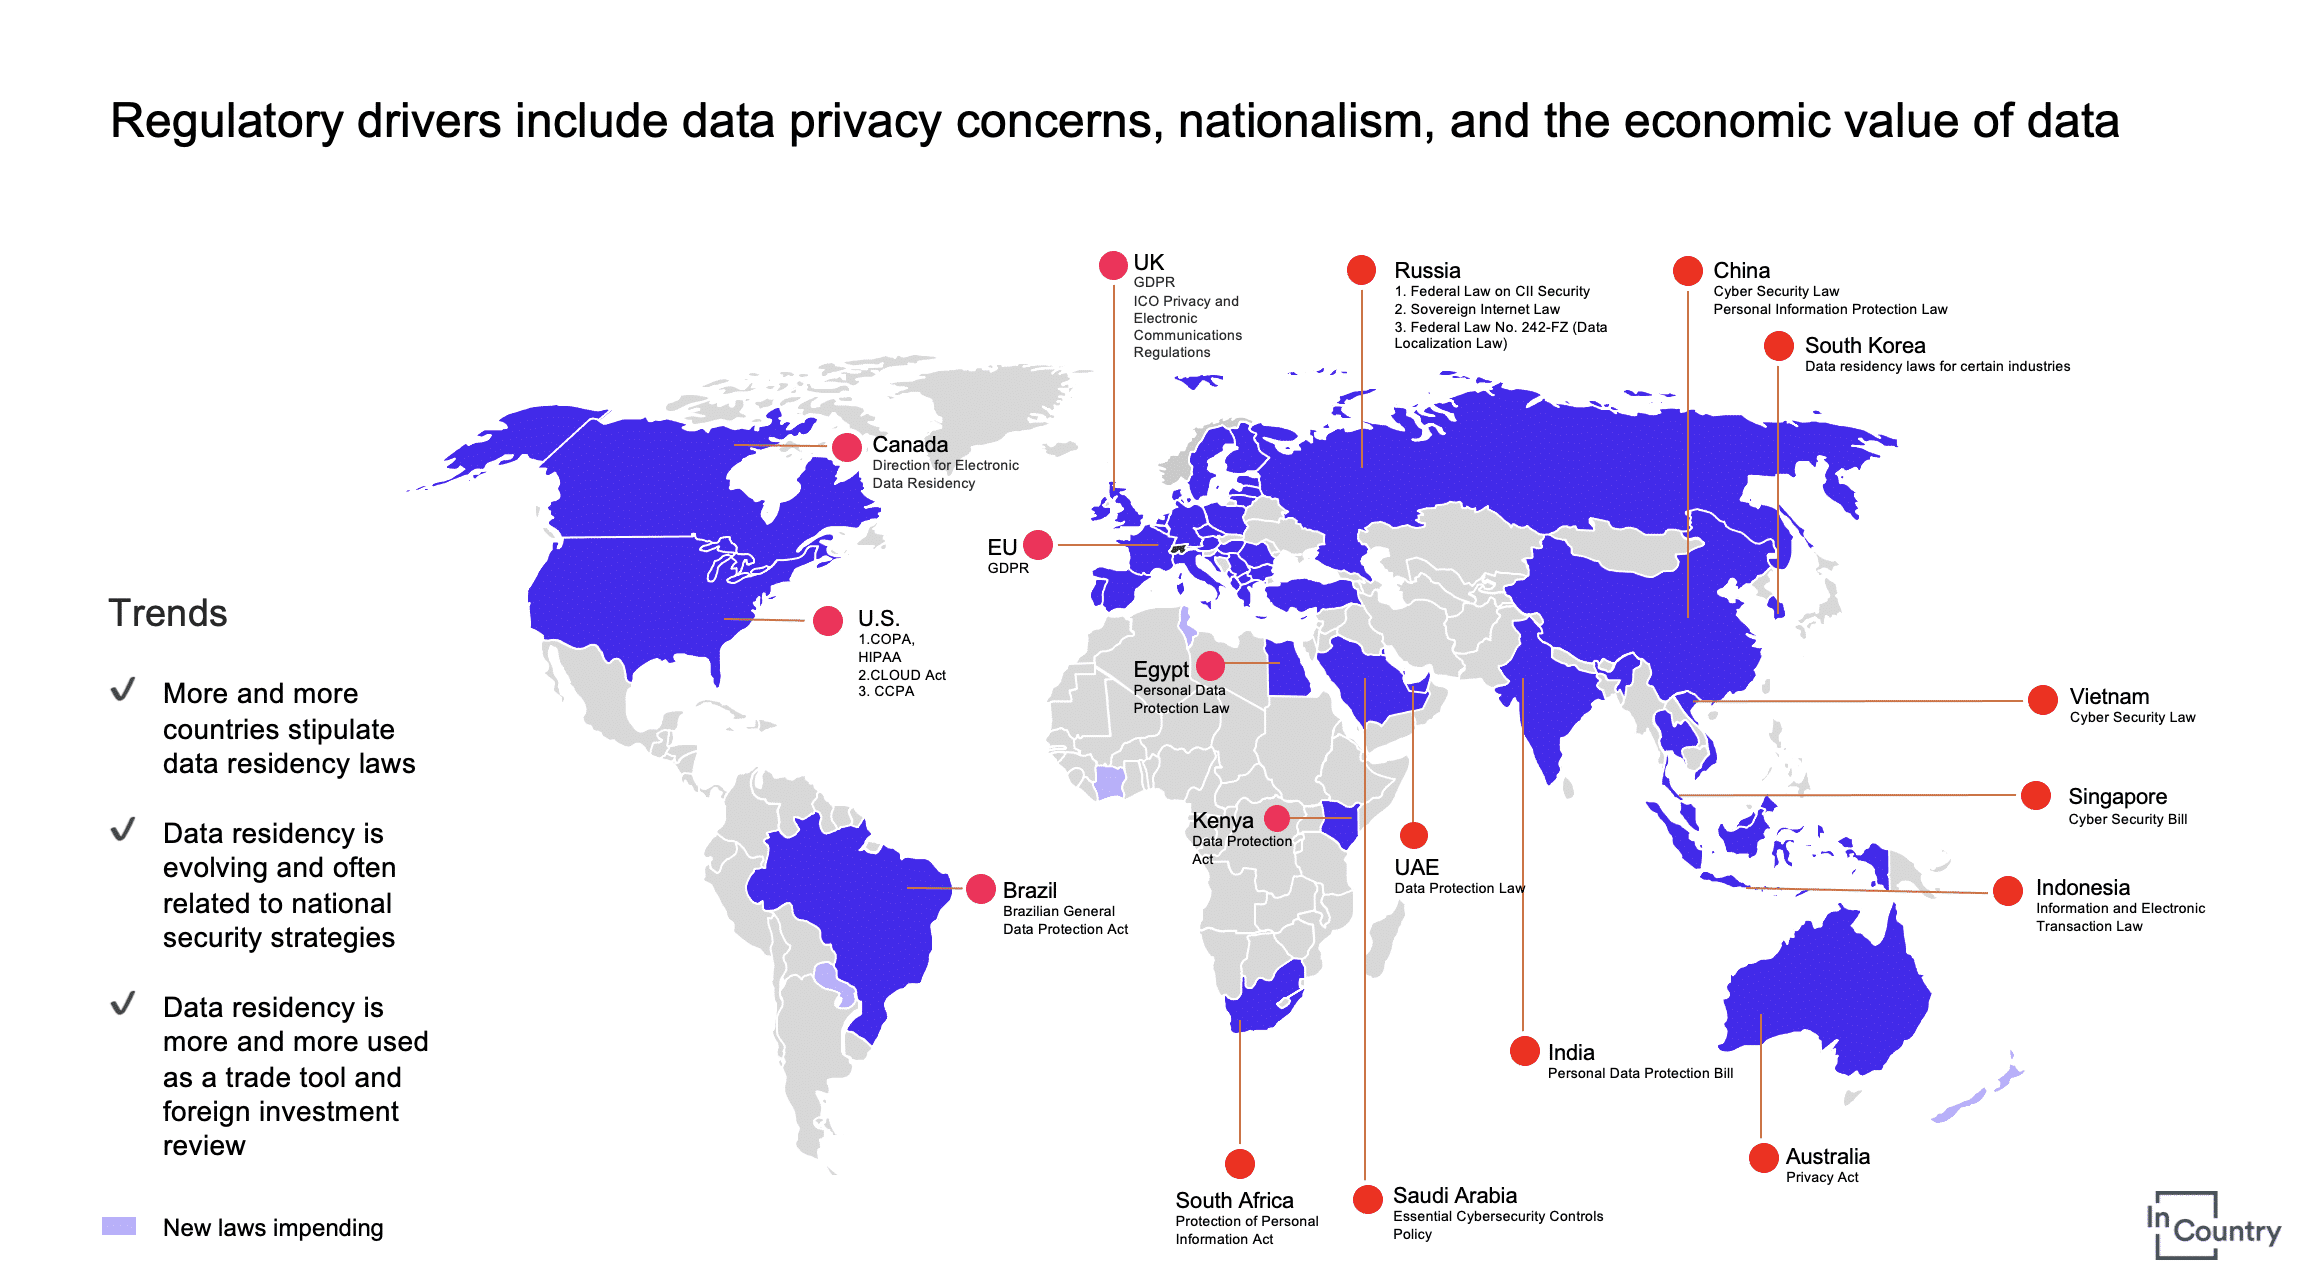 Regulatory drivers include data privacy concerns, nationalism, and the economic value of data
UK
GDPR
ICO Privacy and
Electronic
Communications
Regulations
Russia
1. Federal Law on CII Security
2. Sovereign Internet Law
3. Federal Law No. 242-FZ (Data
Localization Law)
China
Cyber Security Law
Personal Information Protection Law
South Korea
Data residency laws for certain industries
Canada
Direction for Electronic
Data Residency
EU
GDPR
U.S.
1.COPA,
HIPAA
2.CLOUD Act
3. CCPA
Egypt
Personal Data
Protection Law
Vietnam
Cyber Security Law
Singapore
Cyber Security Bill
Kenya
Data Protection
Act
UAE
Data Protection Law
Brazil
Brazilian General
Data Protection Act
Indonesia
Information and Electronic
Transaction Law
India
Personal Data Protection Bill
Australia
Privacy Act
South Africa
Protection of Personal
Information Act
Saudi Arabia
Essential Cybersecurity Controls
Policy
Trends
More and more
countries stipulate
data residency laws
Data residency is
evolving and often
related to national
security strategies
Data residency is
more and more used
as a trade tool and
foreign investment
review
New laws impending
In
Country